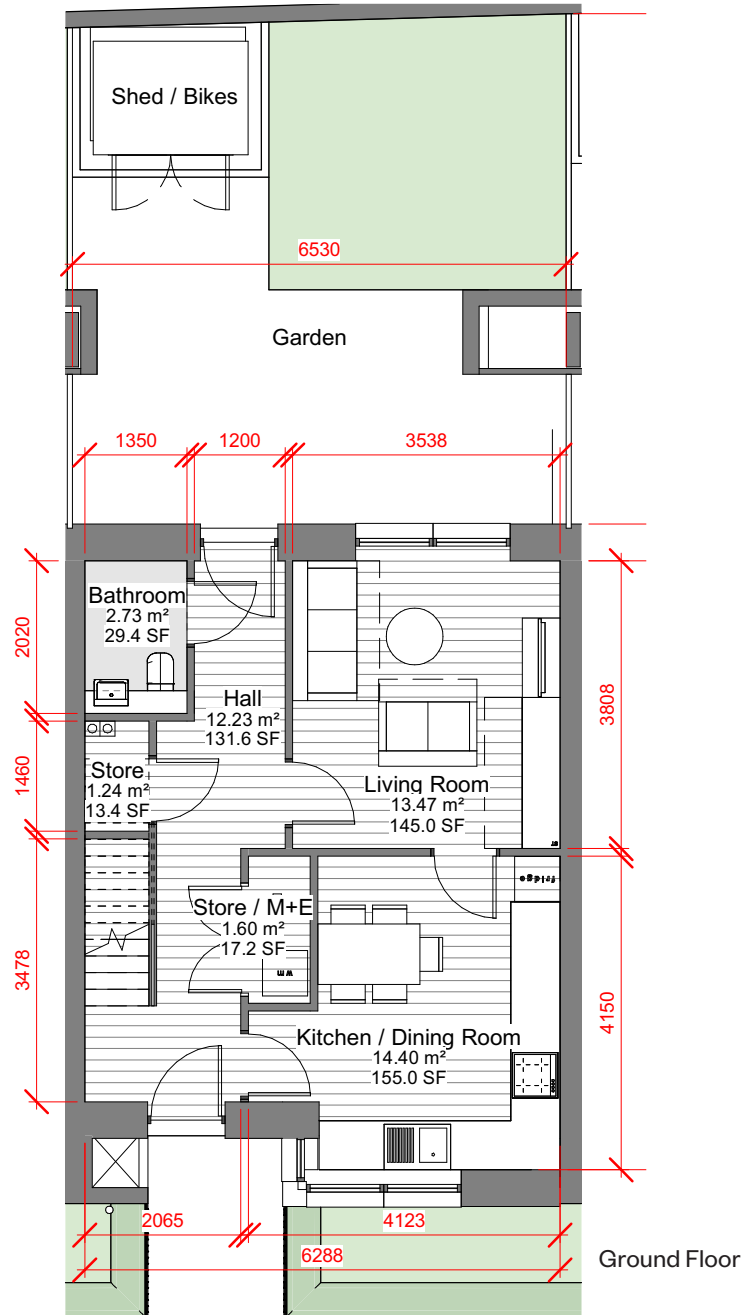 Shed / Bikes
6530
Garden
1350
1200
3538
Bathroom
2.73 m²
29.4 SF
2020
Hall
12.23 m²
131.6 SF
3808
Store
1.24 m²
13.4 SF
1460
Living Room
13.47 m²
145.0 SF
fridge
Store / M+E
1.60 m²
17.2 SF
wm
3478
Kitchen / Dining Room
14.40 m²
155.0 SF
4150
2065
4123
6288
Ground Floor